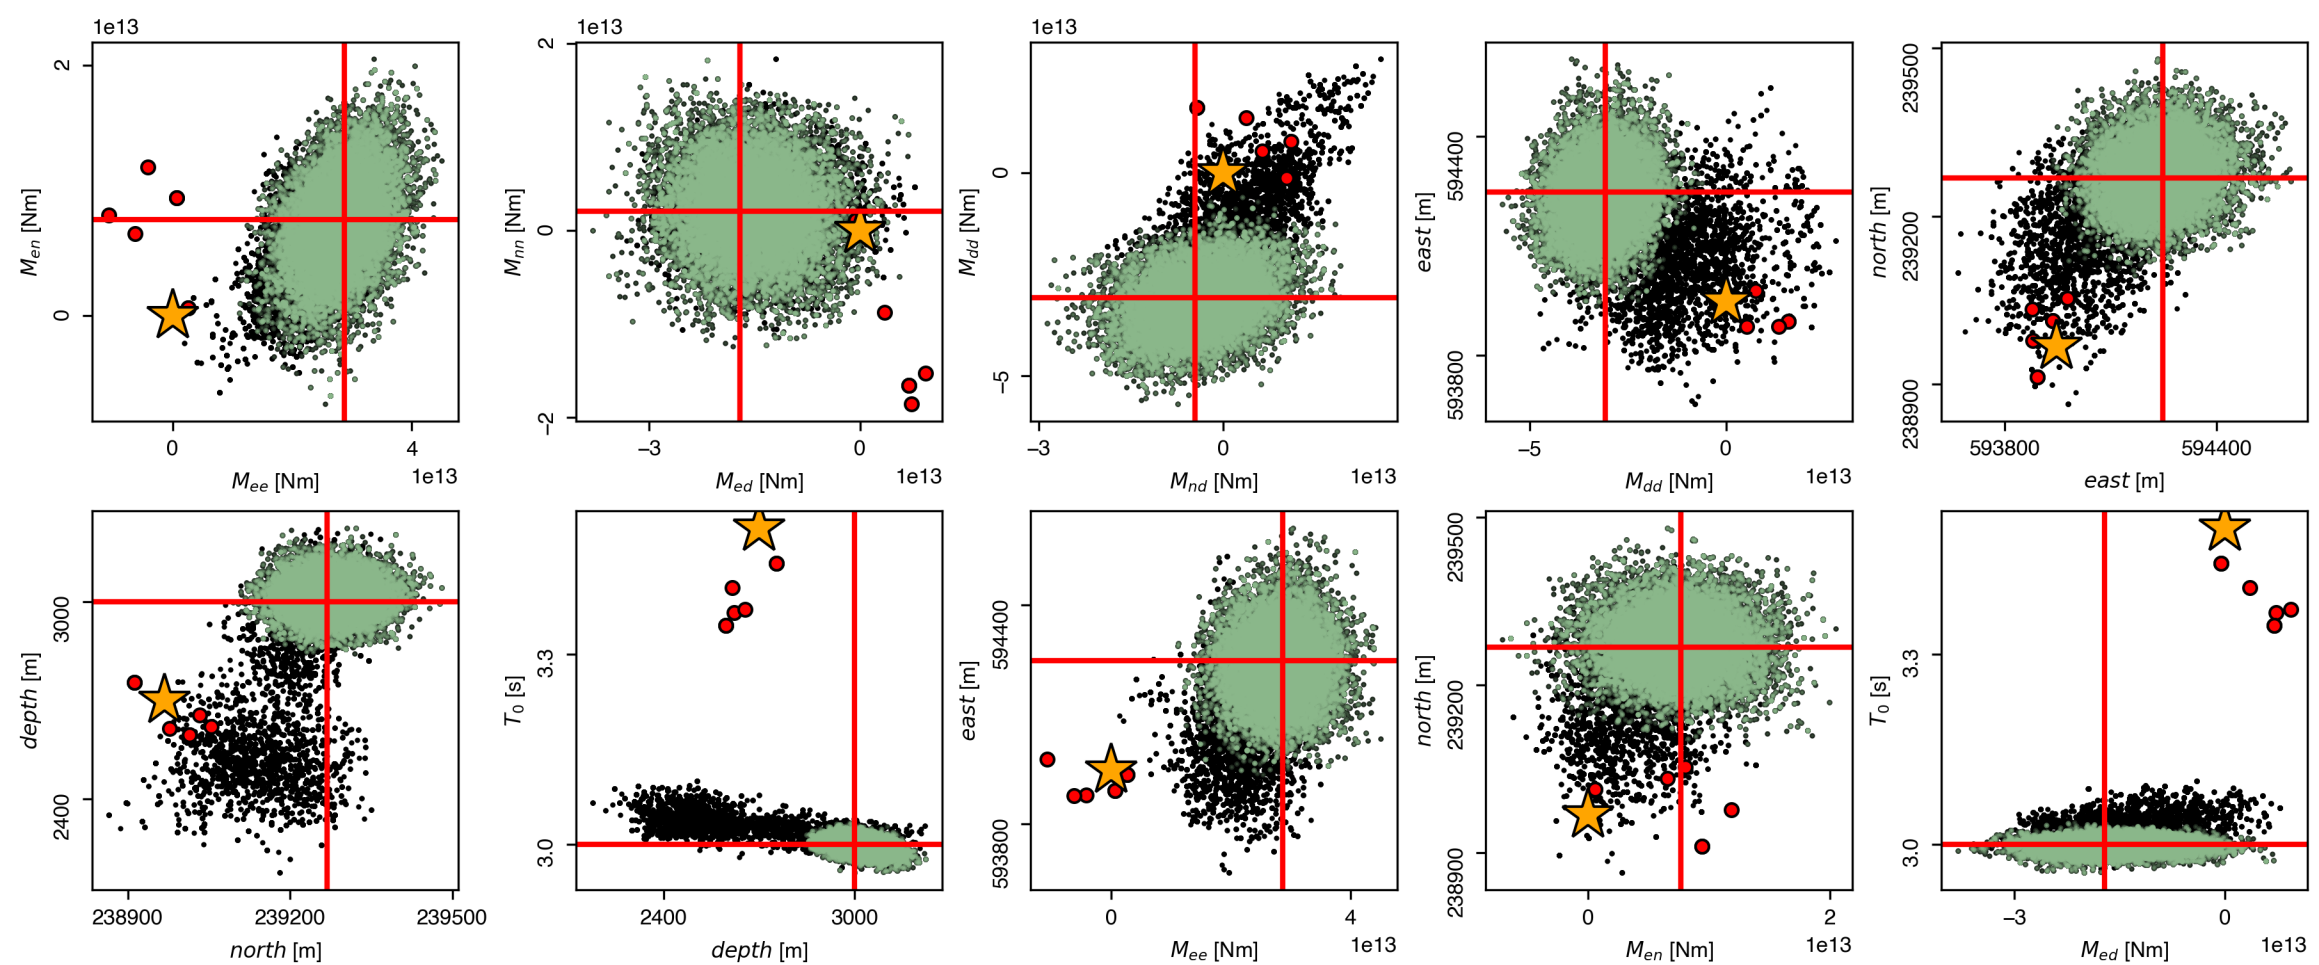 1e13
2
0
M_en [Nm]
0
4
1e13
M_ee [Nm]
1e13
2
0
−2
M_nn [Nm]
−3
0
1e13
M_ed [Nm]
1e13
0
−5
M_dd [Nm]
−3
0
1e13
M_nd [Nm]
594400
593800
east [m]
−5
0
1e13
M_dd [Nm]
239500
239200
238900
north [m]
593800
594400
east [m]
3000
2400
depth [m]
238900
239200
239500
north [m]
3.3
3.0
T_0 [s]
2400
3000
depth [m]
594400
593800
east [m]
0
4
1e13
M_ee [Nm]
239500
239200
238900
north [m]
0
2
1e13
M_en [Nm]
3.3
3.0
T_0 [s]
−3
0
1e13
M_ed [Nm]